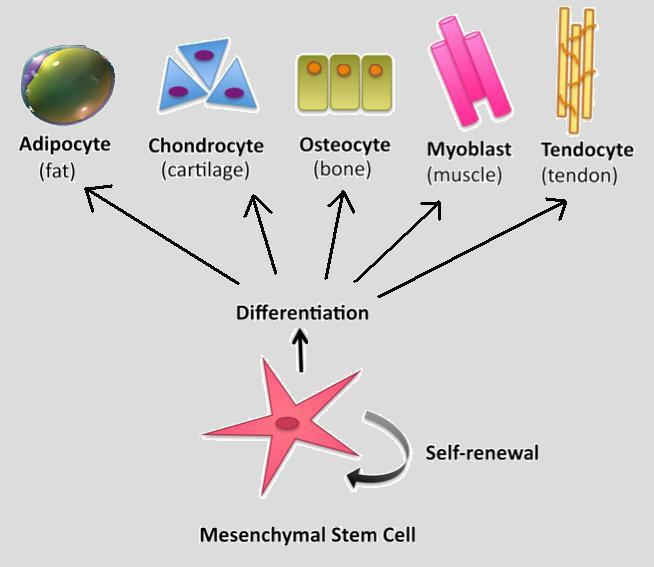 Adipocyte
(fat)
Chondrocyte
(cartilage)
Osteocyte
(bone)
Myoblast
(muscle)
Tendocyte
(tendon)
Differentiation
Self-renewal
Mesenchymal Stem Cell